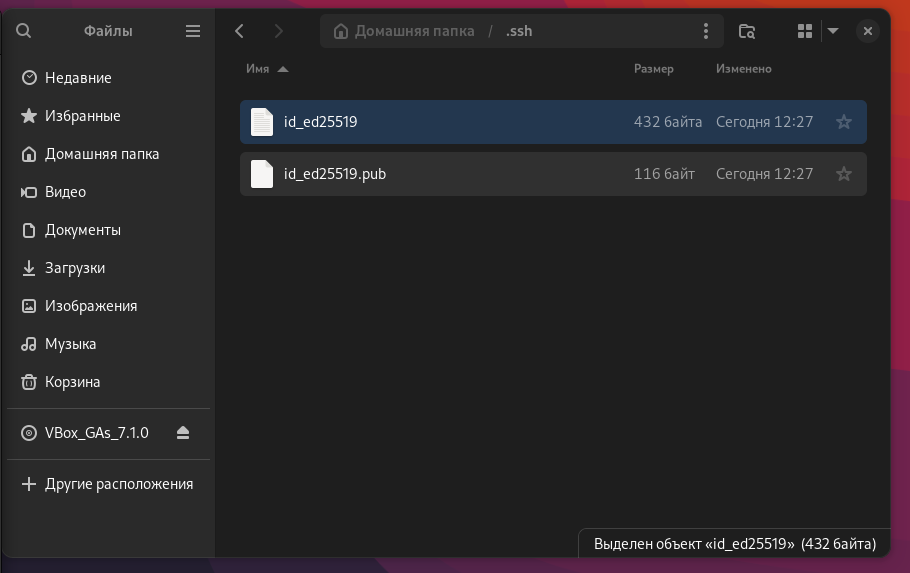 Файлы
Домашняя папка / .ssh
Недавние
Избранные
Домашняя папка
Видео
Документы
Загрузки
Изображения
Музыка
Корзина
VBox_GAs_7.1.0
Другие расположения
Имя Размер Изменено
id_ed25519 432 байта Сегодня 12:27
id_ed25519.pub 116 байт Сегодня 12:27
Выделен объект «id_ed25519» (432 байта)